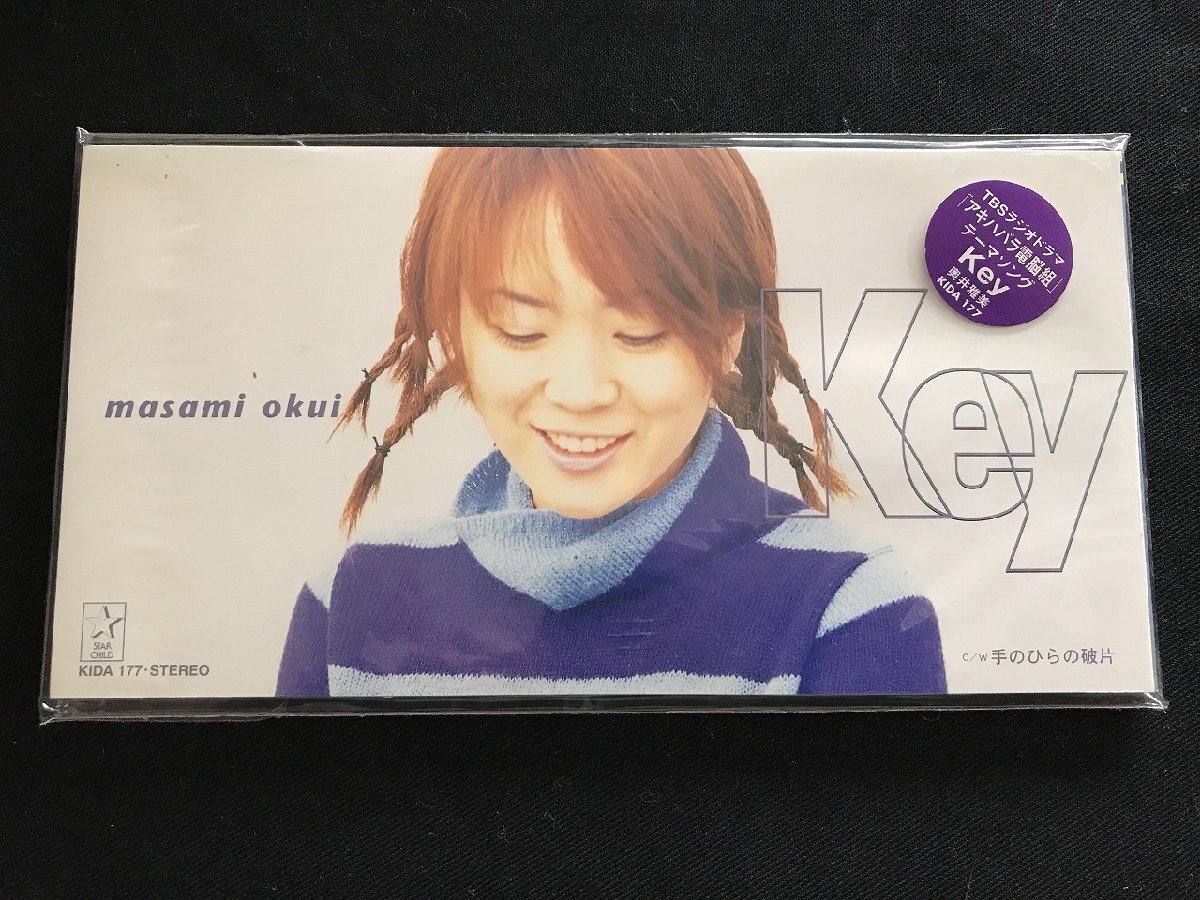 TBSラジオドラマ
「アキハバラ電脳組」
テーマソング
Key
奥井雅美
KIDA 177
masami okui
Key
STAR
CHILD
KIDA 177・STEREO
c/w 手のひらの破片